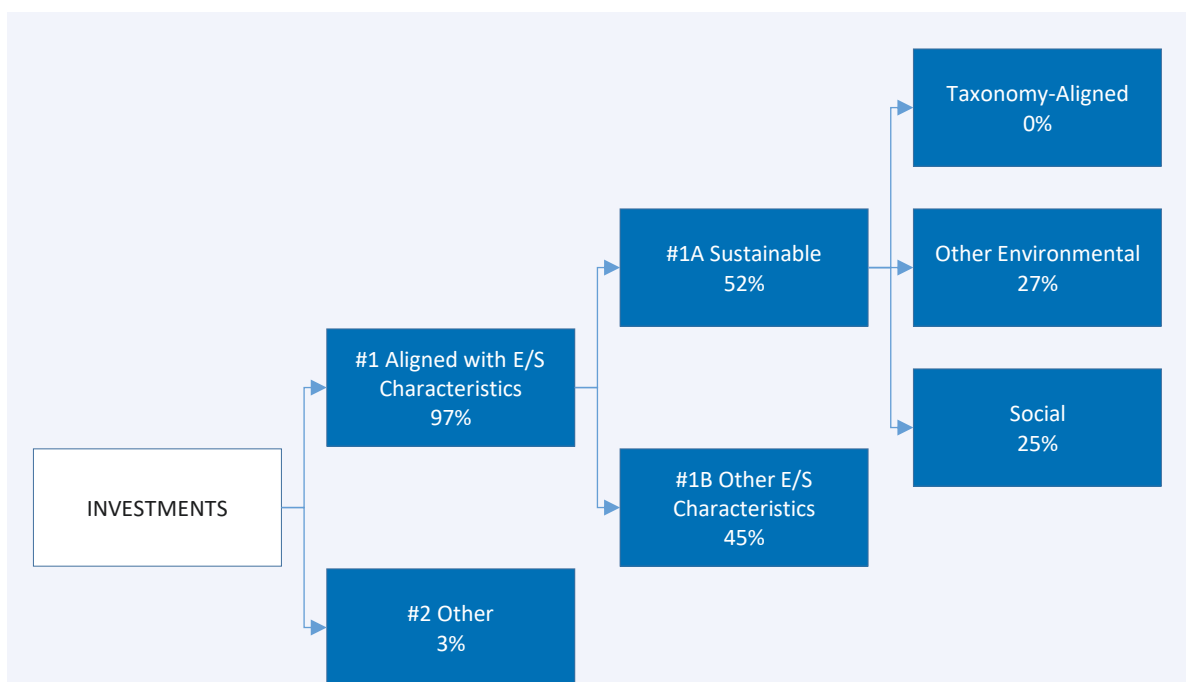 INVESTMENTS
#1 Aligned with E/S
Characteristics
97%
#2 Other
3%
#1A Sustainable
52%
#1B Other E/S
Characteristics
45%
Taxonomy-Aligned
0%
Other Environmental
27%
Social
25%